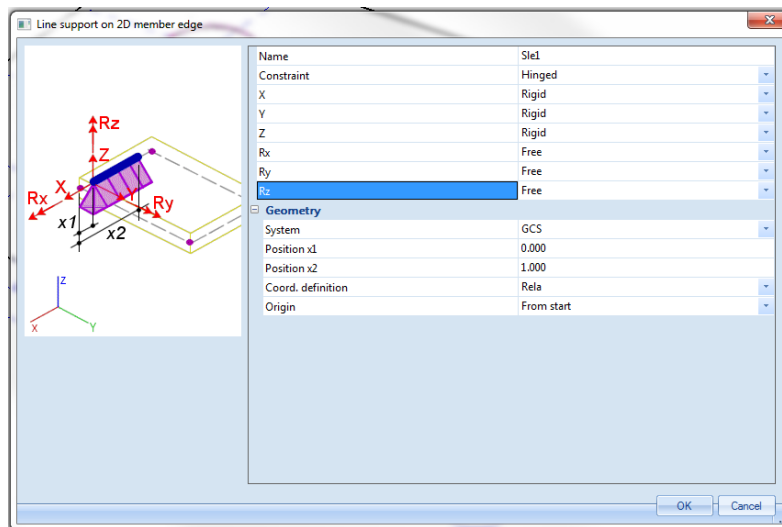 Line support on 2D member edge
Name Sle1
Constraint Hinged
X Rigid
Y Rigid
Z Rigid
Rx Free
Ry Free
Rz Free
Geometry
System GCS
Position x1 0.000
Position x2 1.000
Coord. definition Rela
Origin From start
Rz
Z
X
Rx
Y
Ry
x1
x2
Z
X
Y
OK Cancel